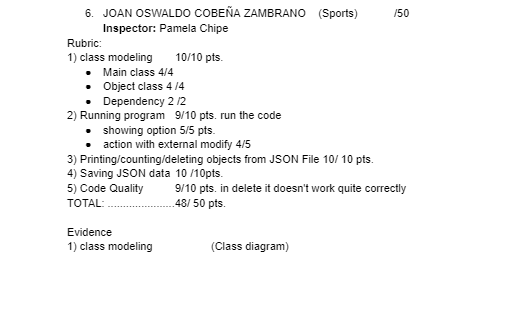 6. JOAN OSWALDO COBEÑA ZAMBRANO (Sports) /50
Inspector: Pamela Chipe
Rubric:
1) class modeling 10/10 pts.
• Main class 4/4
• Object class 4 /4
• Dependency 2 /2
2) Running program 9/10 pts. run the code
• showing option 5/5 pts.
• action with external modify 4/5
3) Printing/counting/deleting objects from JSON File 10/ 10 pts.
4) Saving JSON data 10 /10pts.
5) Code Quality 9/10 pts. in delete it doesn't work quite correctly
TOTAL: ......................48/ 50 pts.
Evidence
1) class modeling (Class diagram)